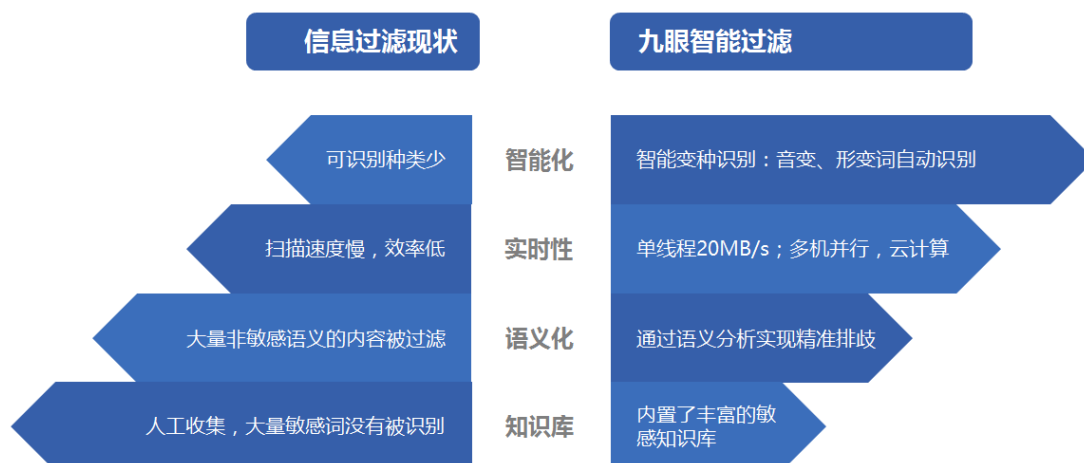 信息过滤现状
九眼智能过滤
可识别种类少
智能化
智能变种识别：音变、形变词自动识别
扫描速度慢，效率低
实时性
单线程20MB/s；多机并行，云计算
大量非敏感语义的内容被过滤
语义化
通过语义分析实现精准排歧
人工收集，大量敏感词没有被识别
知识库
内置了丰富的敏
感知识库